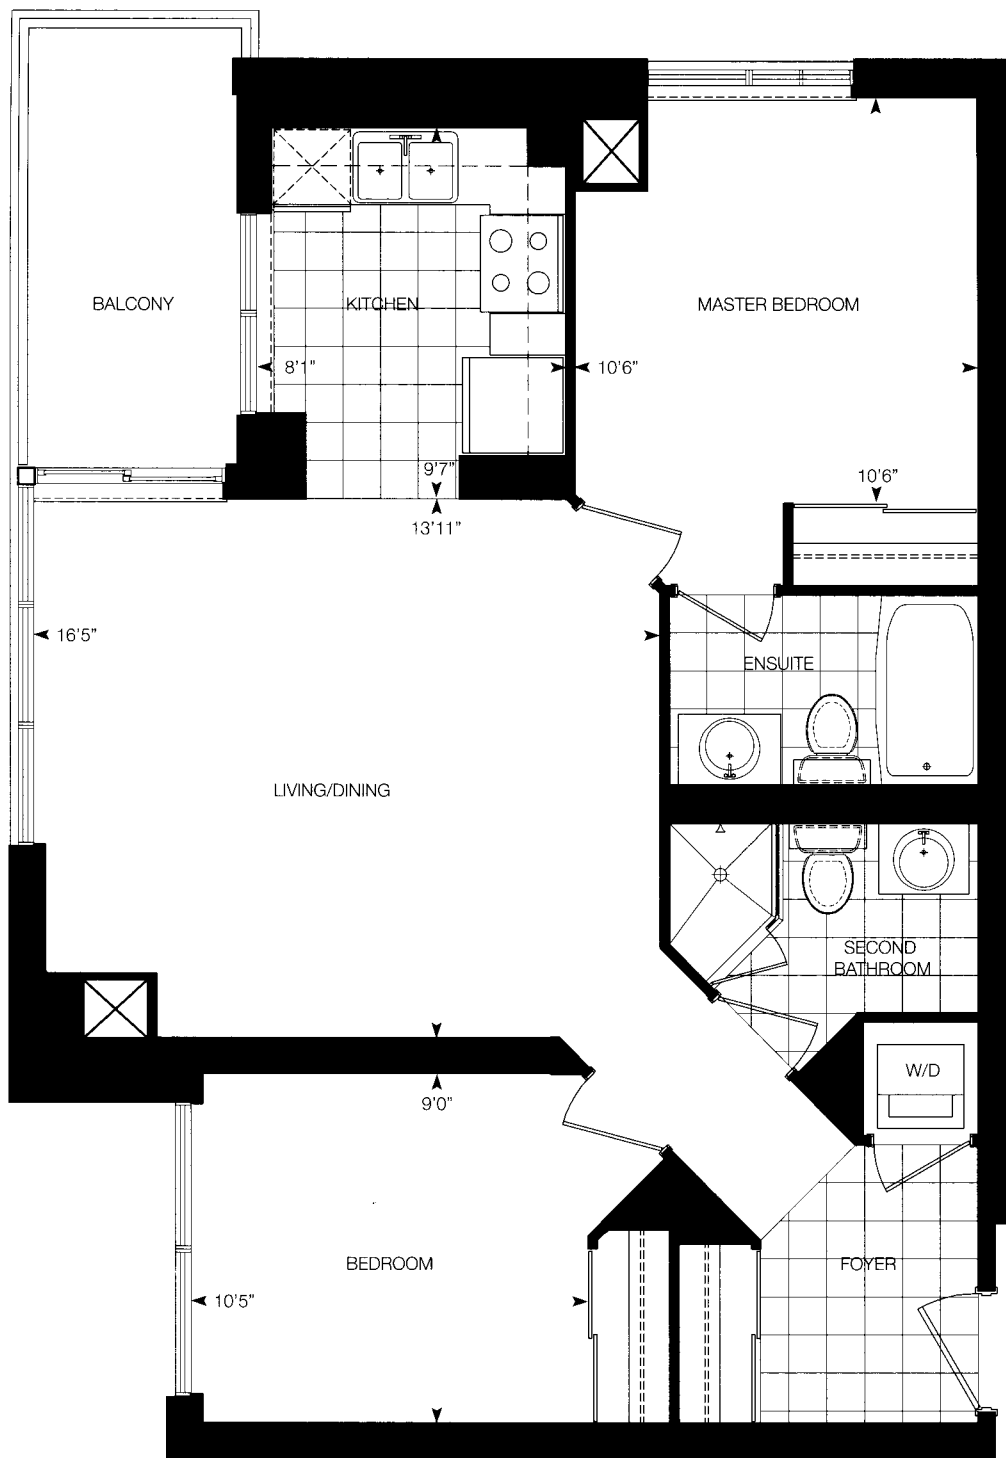 BALCONY
KITCHEN
MASTER BEDROOM
8'1"
10'6"
9'7"
10'6"
13'11"
16'5"
ENSUITE
LIVING/DINING
SECOND
BATHROOM
W/D
9'0"
BEDROOM
FOYER
10'5"